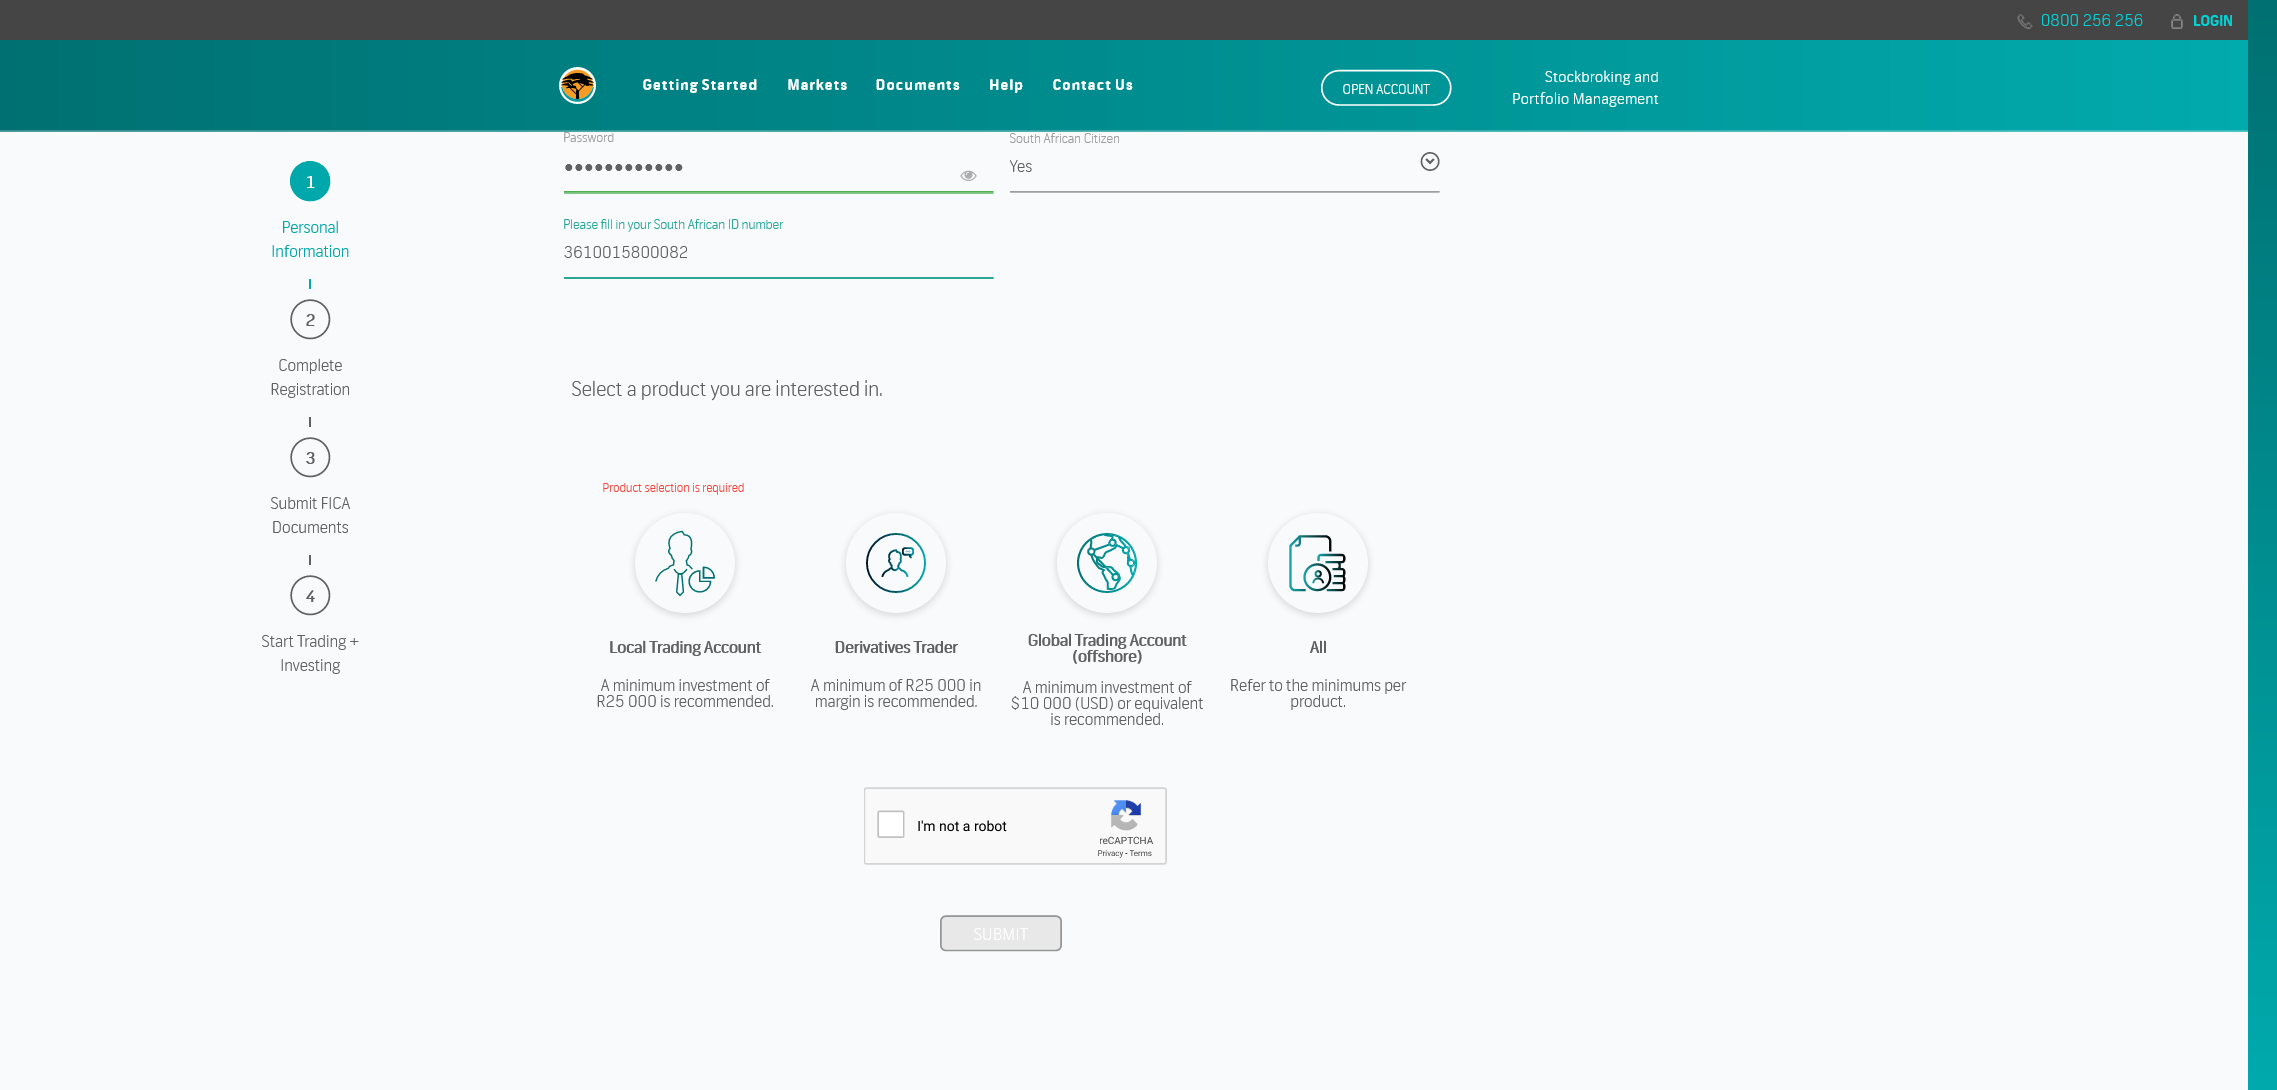 0800 256 256
LOGIN
Getting Started
Markets
Documents
Help
Contact Us
OPEN ACCOUNT
Stockbroking and
Portfolio Management
Password
South African Citizen
●●●●●●●●●●●●
Yes
1
Personal
Information
Please fill in your South African ID number
3610015800082
2
Complete
Registration
Select a product you are interested in.
3
Submit FICA
Documents
Product selection is required
4
Start Trading +
Investing
Local Trading Account
A minimum investment of
R25 000 is recommended.
Derivatives Trader
A minimum of R25 000 in
margin is recommended.
Global Trading Account
(offshore)
A minimum investment of
$10 000 (USD) or equivalent
is recommended.
All
Refer to the minimums per
product.
I'm not a robot
reCAPTCHA
Privacy - Terms
SUBMIT